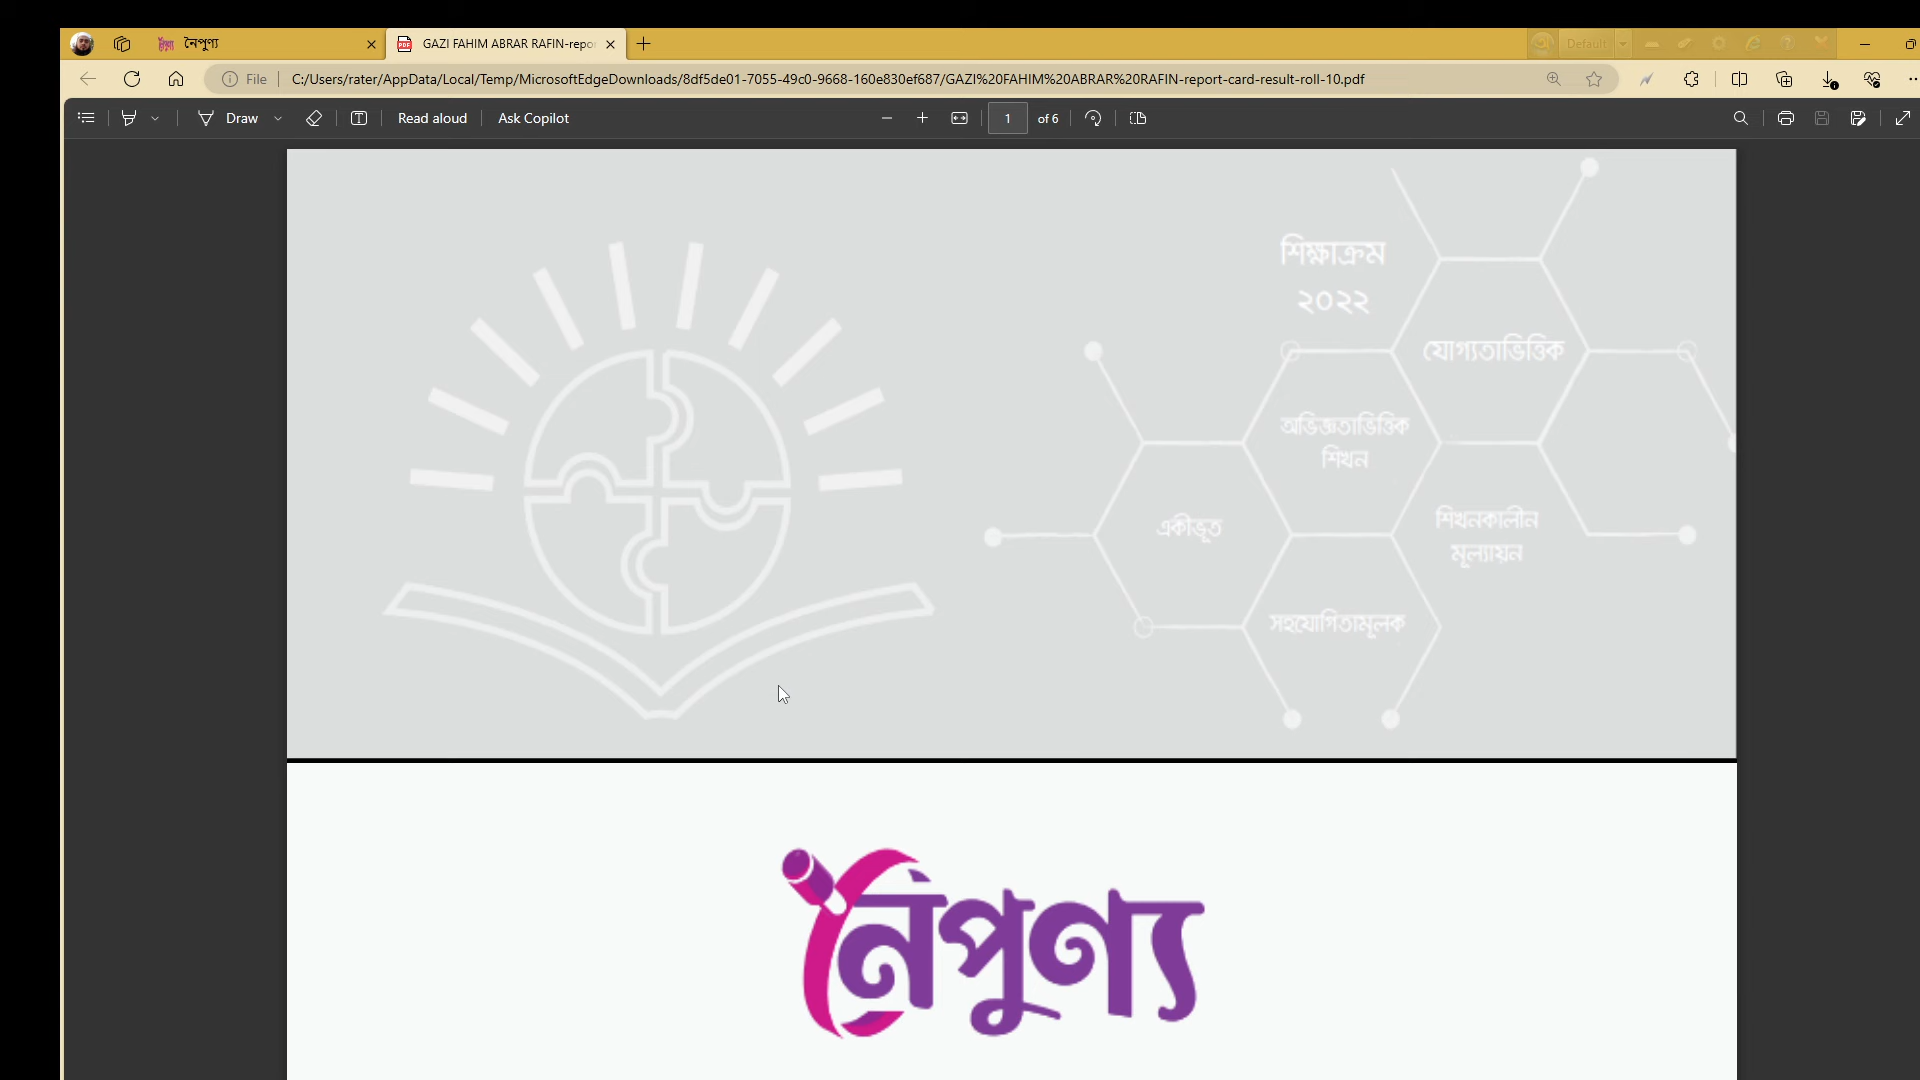 নৈপুণ্য
GAZI FAHIM ABRAR RAFIN-repo
Default
File
C:/Users/rater/AppData/Local/Temp/MicrosoftEdgeDownloads/8df5de01-7055-49c0-9668-160e830ef687/GAZI%20FAHIM%20ABRAR%20RAFIN-report-card-result-roll-10.pdf
Draw
Read aloud
Ask Copilot
1 of 6
শিক্ষাক্রম
২০২২
যোগ্যতাভিত্তিক
অভিজ্ঞতাভিত্তিক
শিখন
একীভূত
শিখনকালীন
মূল্যায়ন
সহযোগিতামূলক
নৈপুণ্য